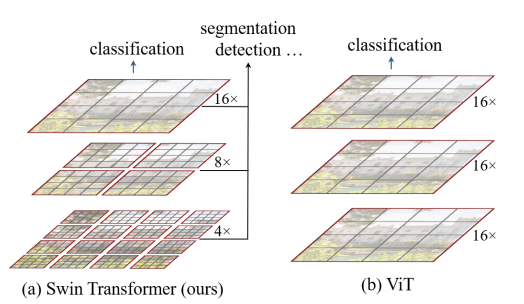 segmentation
classification
detection ...
classification
16×
16×
8×
16×
4×
16×
(a) Swin Transformer (ours)
(b) ViT